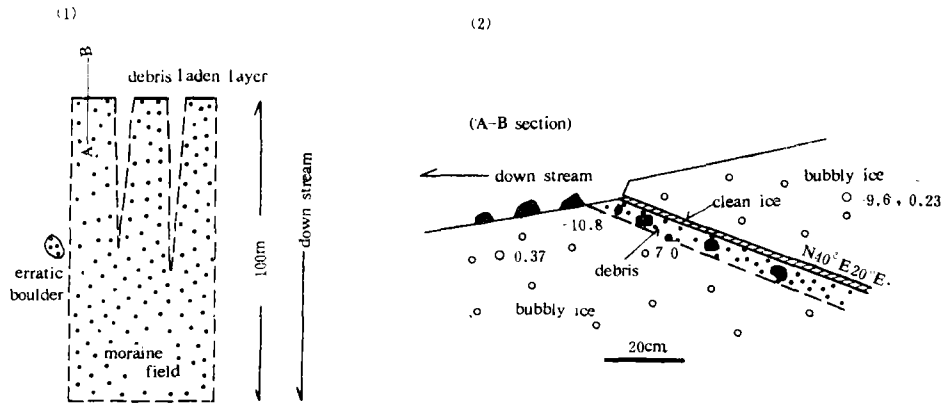 (1)
B
debris laden layer
A
erratic
boulder
moraine
field
100m
down stream
(2)
(A-B section)
down stream
bubbly ice
-9.6, 0.23
clean ice
-10.8
0.37
7 0
debris
N40°E20°E.
bubbly ice
20cm